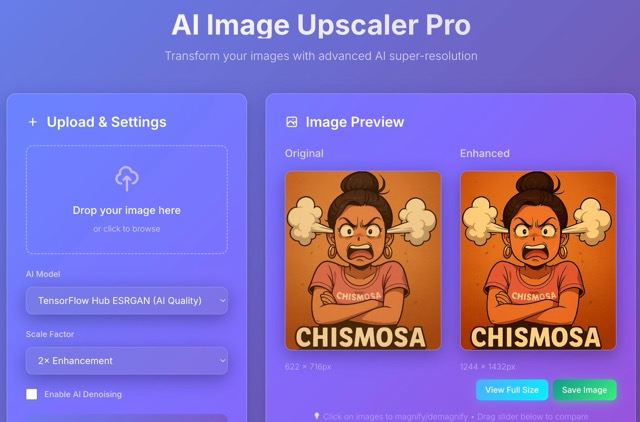 AI Image Upscaler Pro
Transform your images with advanced AI super-resolution
Upload & Settings
Drop your image here
or click to browse
AI Model
TensorFlow Hub ESRGAN (AI Quality)
Scale Factor
2× Enhancement
Enable AI Denoising
Image Preview
Original
Enhanced
CHISMOSA
CHISMOSA
CHISMOSA
CHISMOSA
622 × 716px
1244 × 1432px
View Full Size
Save Image
Click on images to magnify/demagnify • Drag slider below to compare